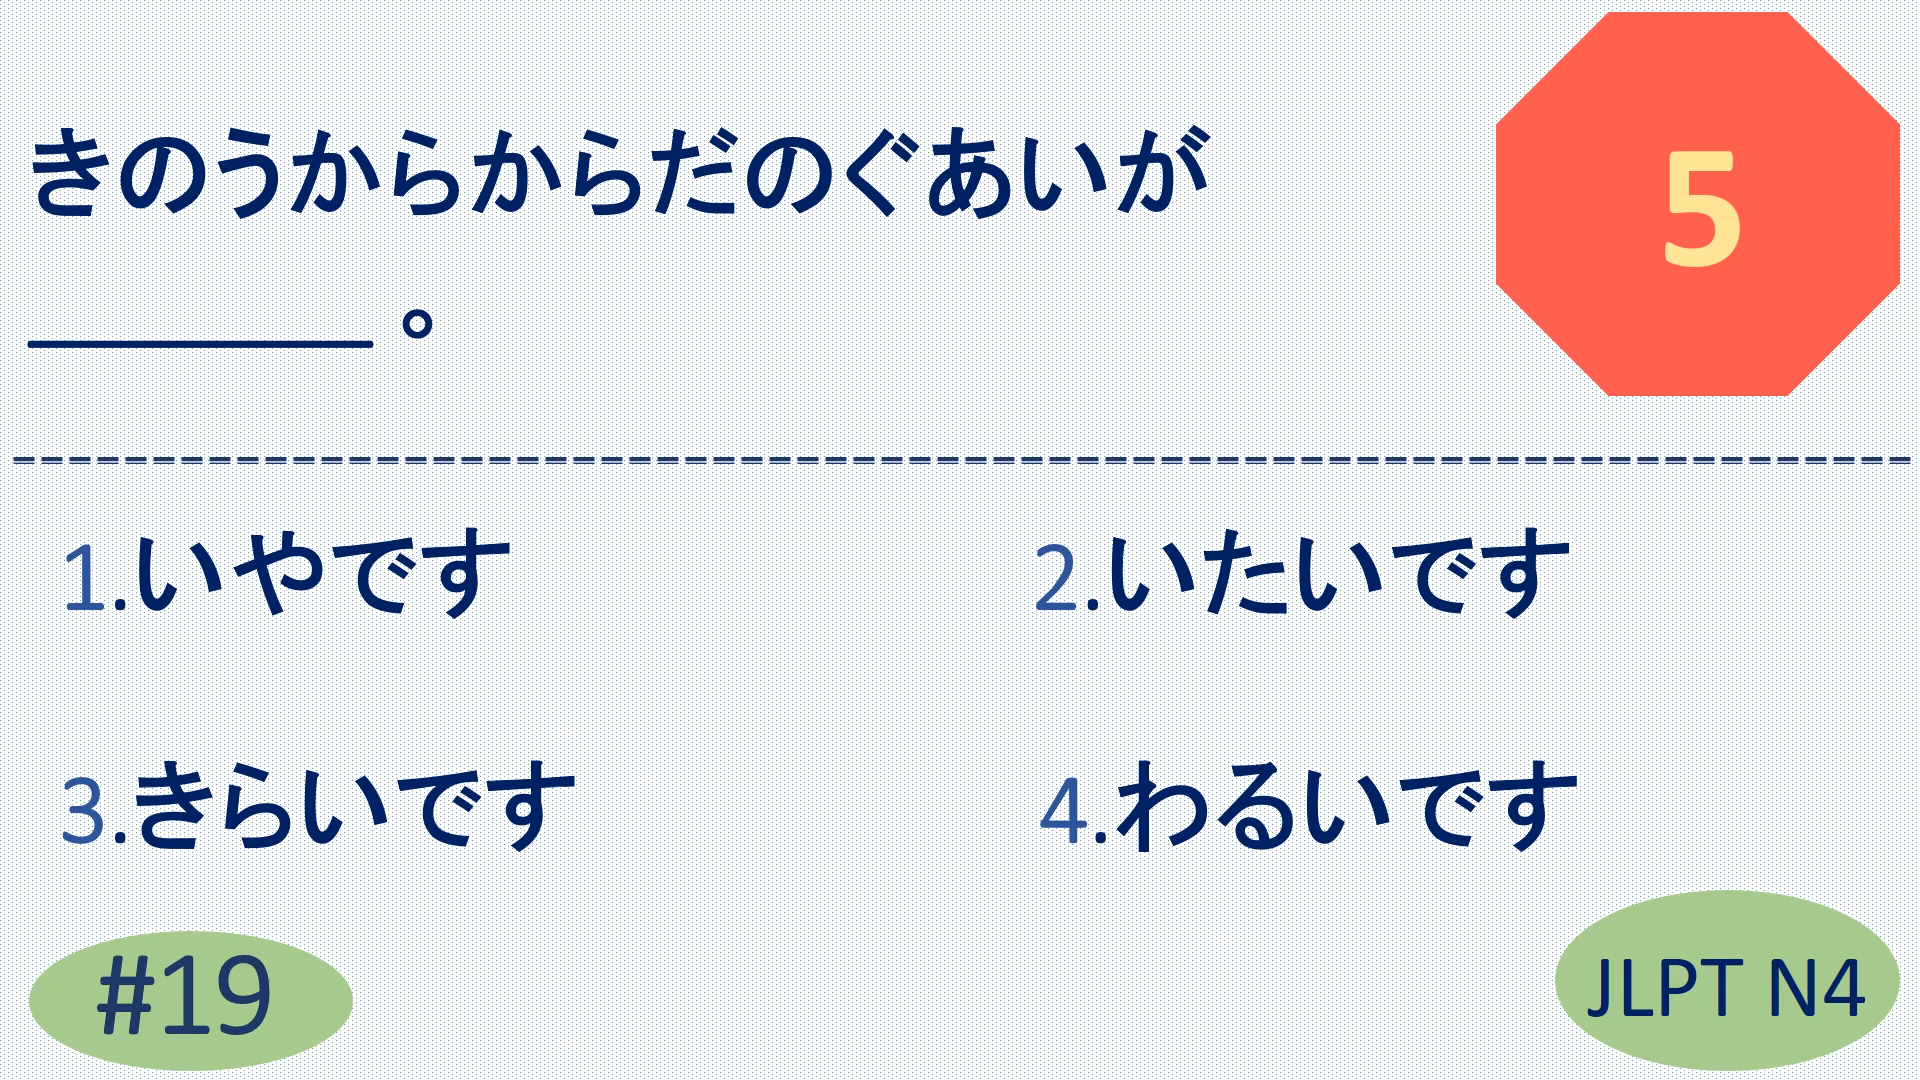 きのうからからだのぐあいが
＿＿＿＿。
5
1.いやです
2.いたいです
3.きらいです
4.わるいです
#19
JLPT N4